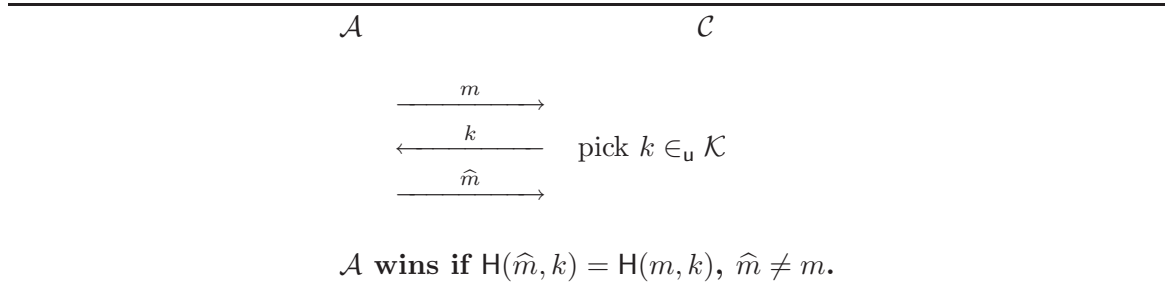 𝒜 𝒞
m
k pick k ∈ᵤ 𝒦
m̂
𝒜 wins if H(m̂, k) = H(m, k), m̂ ≠ m.